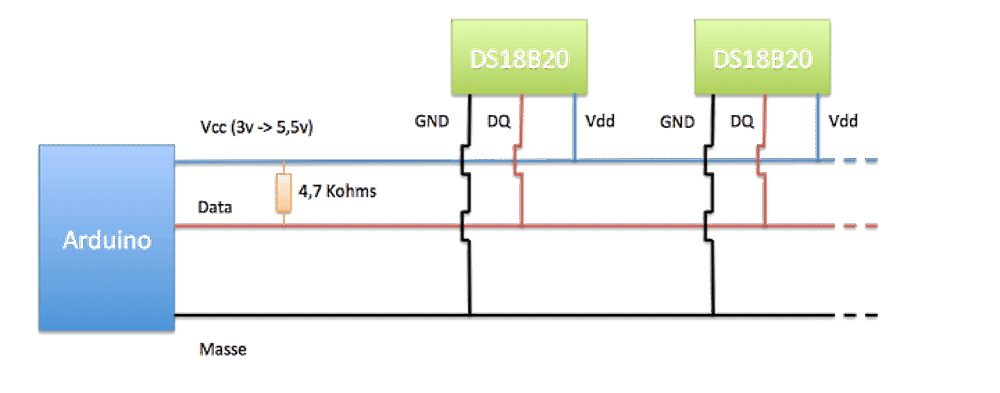 DS18B20 DS18B20
GND DQ Vdd GND DQ Vdd
Vcc (3v -> 5,5v)
4,7 Kohms
Data
Arduino
Masse